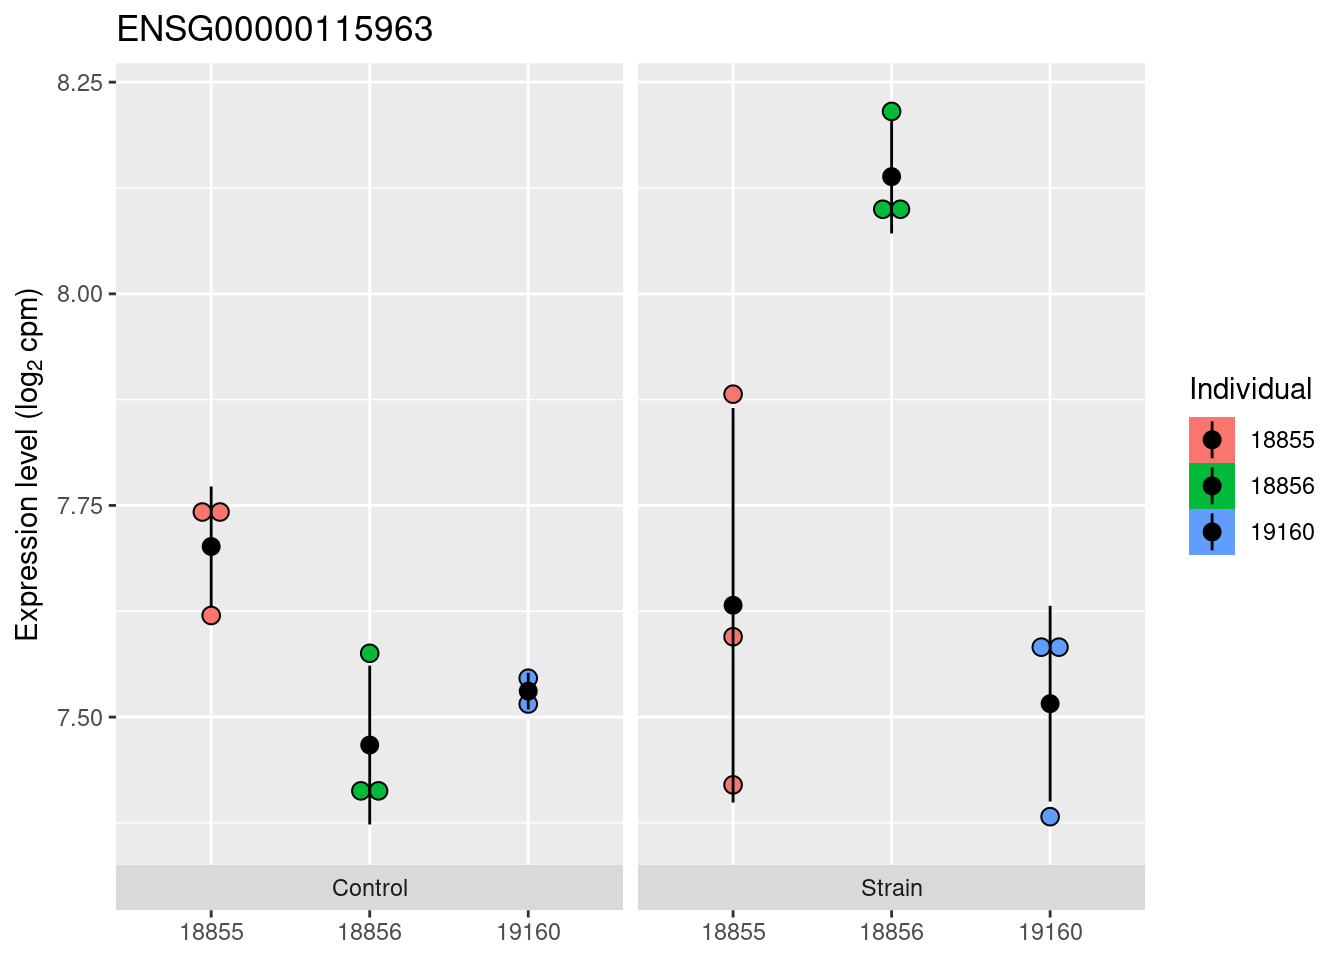 ENSG00000115963
8.25
8.00
7.75
7.50
Expression level (log₂ cpm)
Control
Strain
18855
18856
19160
18855
18856
19160
Individual
18855
18856
19160